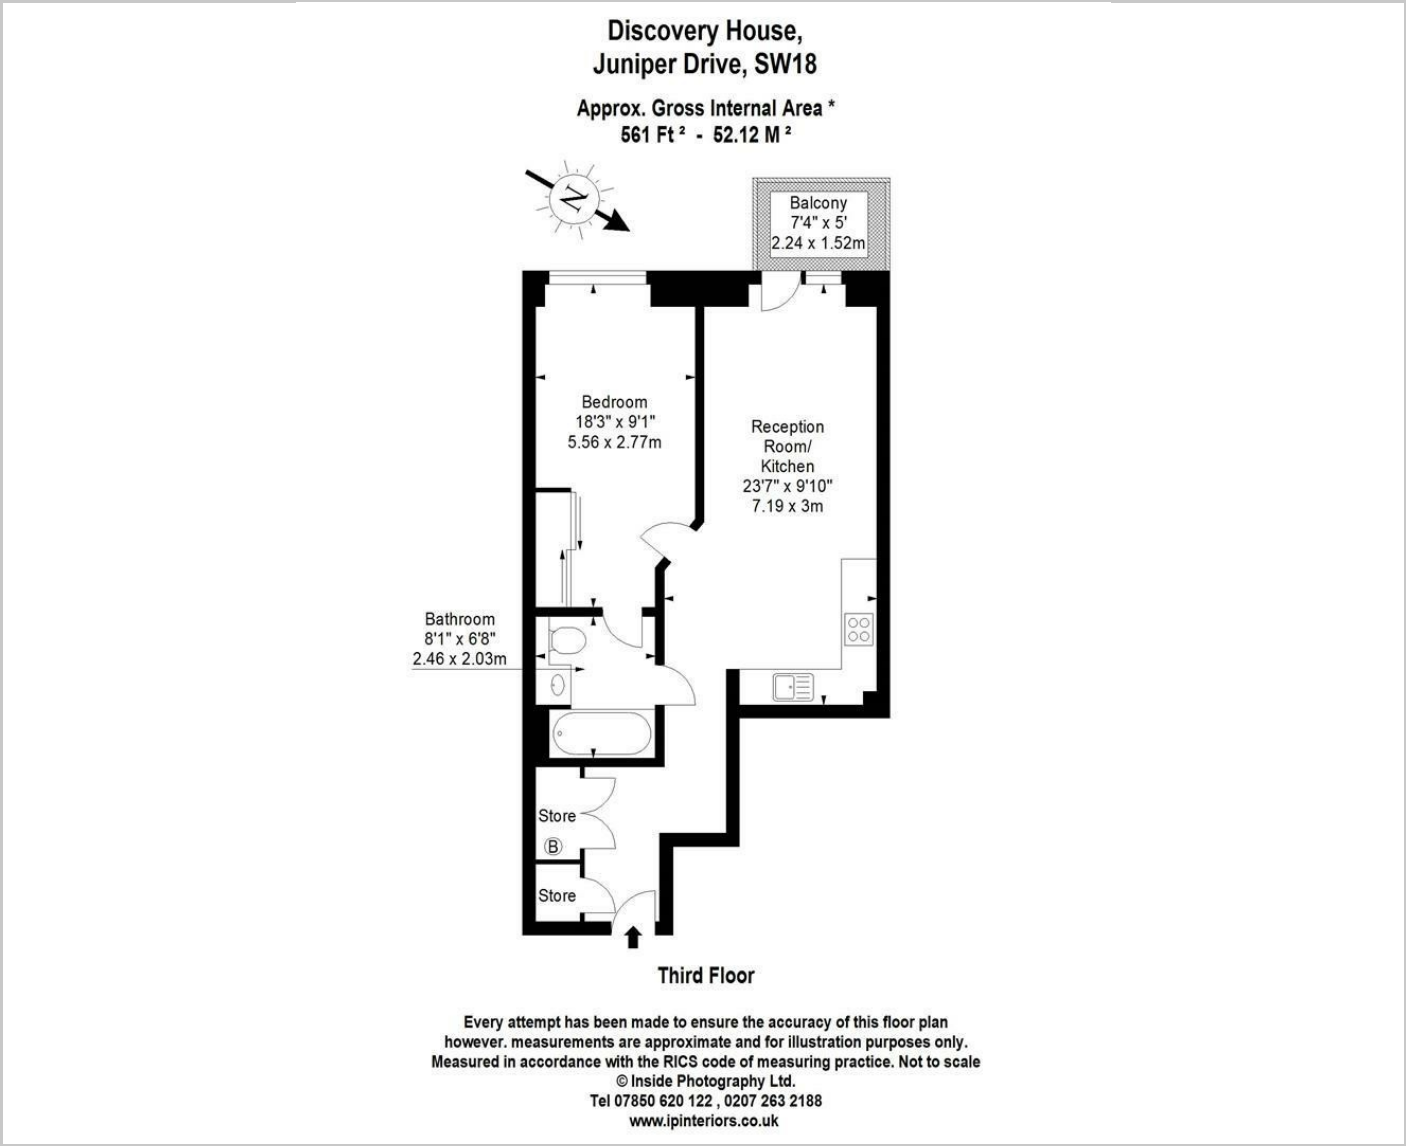 Discovery House,
Juniper Drive, SW18
Approx. Gross Internal Area *
561 Ft ² - 52.12 M ²
N
Balcony
7'4" x 5'
2.24 x 1.52m
Bedroom
18'3" x 9'1"
5.56 x 2.77m
Reception
Room/
Kitchen
23'7" x 9'10"
7.19 x 3m
Bathroom
8'1" x 6'8"
2.46 x 2.03m
Store
B
Store
Third Floor
Every attempt has been made to ensure the accuracy of this floor plan
however. measurements are approximate and for illustration purposes only.
Measured in accordance with the RICS code of measuring practice. Not to scale
© Inside Photography Ltd.
Tel 07850 620 122 , 0207 263 2188
www.ipinteriors.co.uk